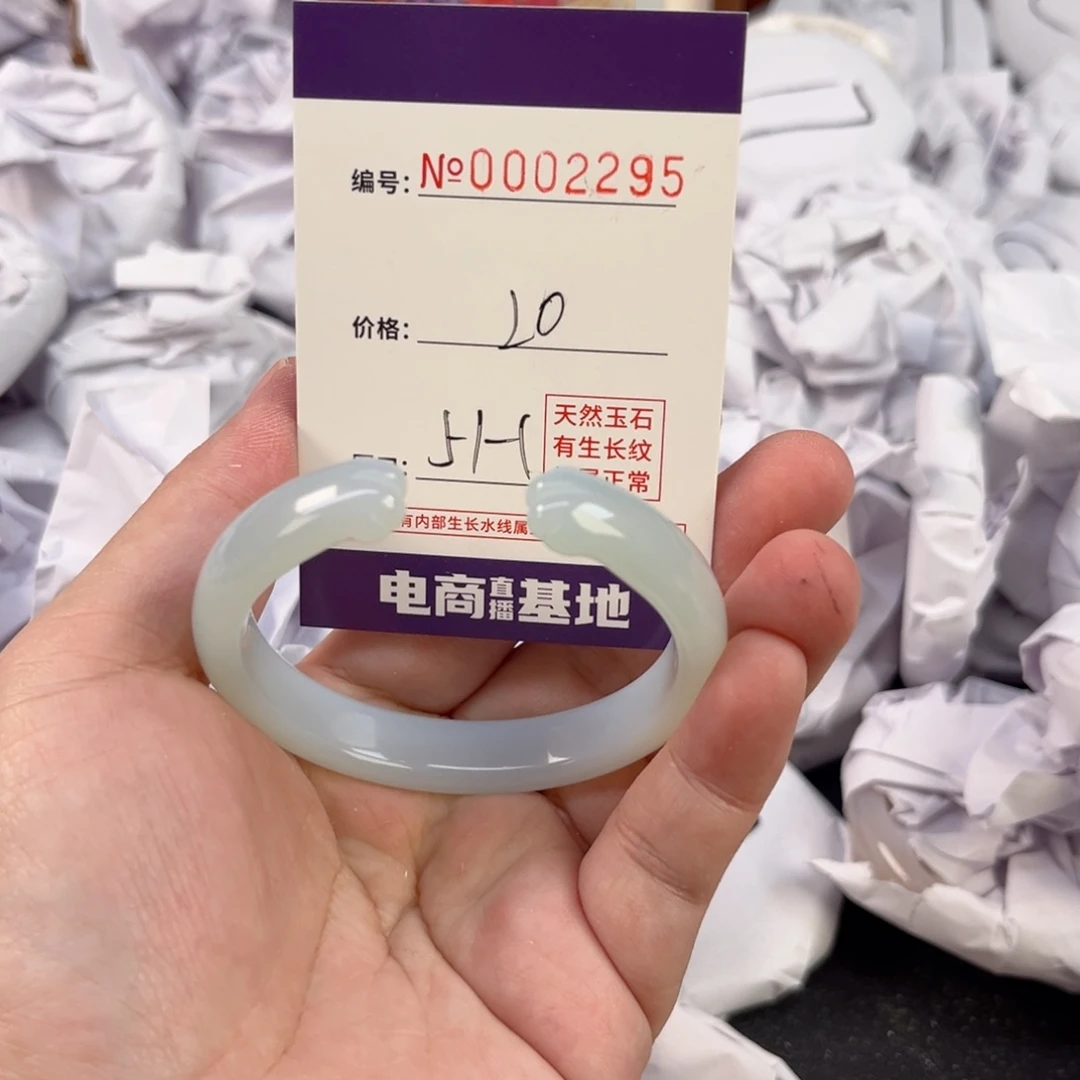 编号: №0002295
价格: 20
天然玉石
有生长纹
正常
有内部生长水线属
电商直播基地